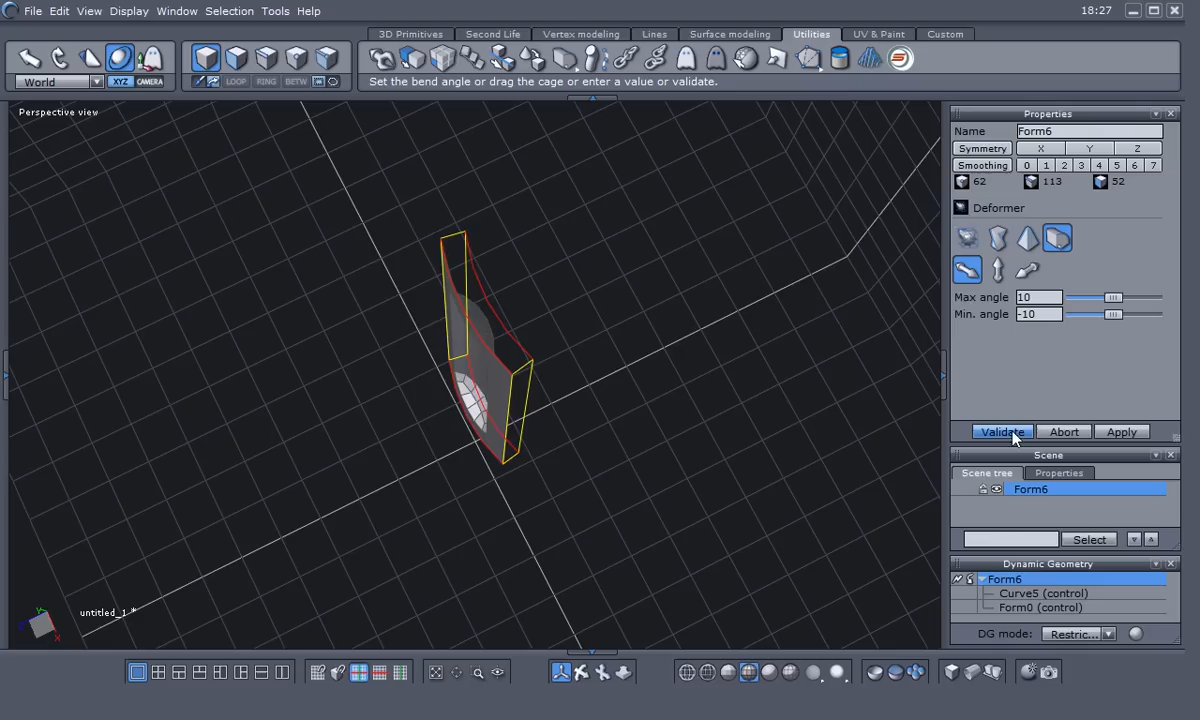 File Edit View Display Window Selection Tools Help
18:27
3D Primitives Second Life Vertex modeling Lines Surface modeling Utilities UV & Paint Custom
World XYZ CAMERA LOOP RING BETW
Set the bend angle or drag the cage or enter a value or validate.
Perspective view
Properties
Name Form6
Symmetry X Y Z
Smoothing 0 1 2 3 4 5 6 7
62 113 52
Deformer
Max angle 10
Min. angle -10
Validate Abort Apply
Scene
Scene tree Properties
Form6
Select
Dynamic Geometry
Form6
Curve5 (control)
Form0 (control)
DG mode: Restric...
untitled_1 *
Y
Z
X